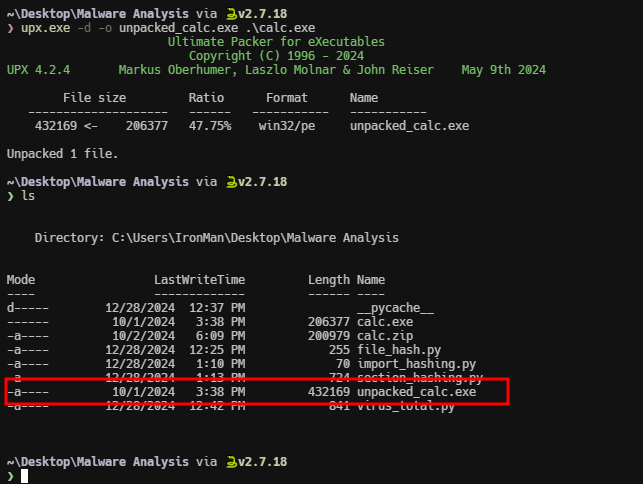 ~\Desktop\Malware Analysis via v2.7.18
❯ upx.exe -d -o unpacked_calc.exe .\calc.exe
Ultimate Packer for eXecutables
Copyright (C) 1996 - 2024
UPX 4.2.4 Markus Oberhumer, Laszlo Molnar & John Reiser May 9th 2024
File size Ratio Format Name
-------------------- ------ ----------- -----------
432169 <- 206377 47.75% win32/pe unpacked_calc.exe
Unpacked 1 file.
~\Desktop\Malware Analysis via v2.7.18
❯ ls
Directory: C:\Users\IronMan\Desktop\Malware Analysis
Mode LastWriteTime Length Name
---- ------------- ------ ----
d----- 12/28/2024 12:37 PM __pycache__
------ 10/1/2024 3:38 PM 206377 calc.exe
-a---- 10/2/2024 6:09 PM 200979 calc.zip
-a---- 12/28/2024 12:25 PM 255 file_hash.py
-a---- 12/28/2024 1:10 PM 70 import_hashing.py
-a---- 12/28/2024 1:13 PM 724 section_hashing.py
-a---- 10/1/2024 3:38 PM 432169 unpacked_calc.exe
-a---- 12/28/2024 12:42 PM 841 virus_total.py
~\Desktop\Malware Analysis via v2.7.18
❯